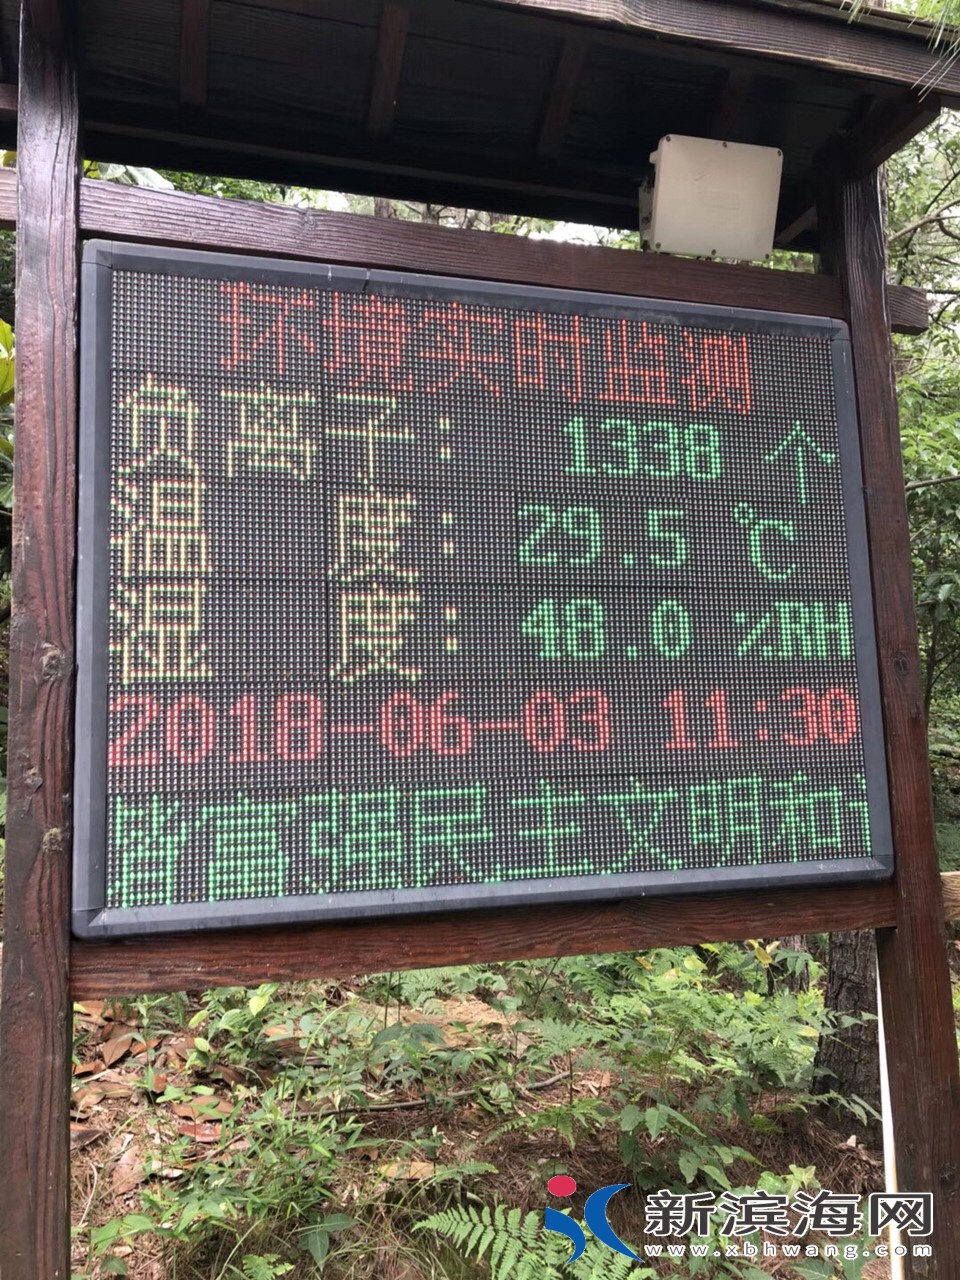 环境实时监测
负离子： 1338 个
温 度： 29.5 ℃
湿 度： 48.0 %RH
2018-06-03 11:30
富强民主文明和
新滨海网
www.xbhwang.com